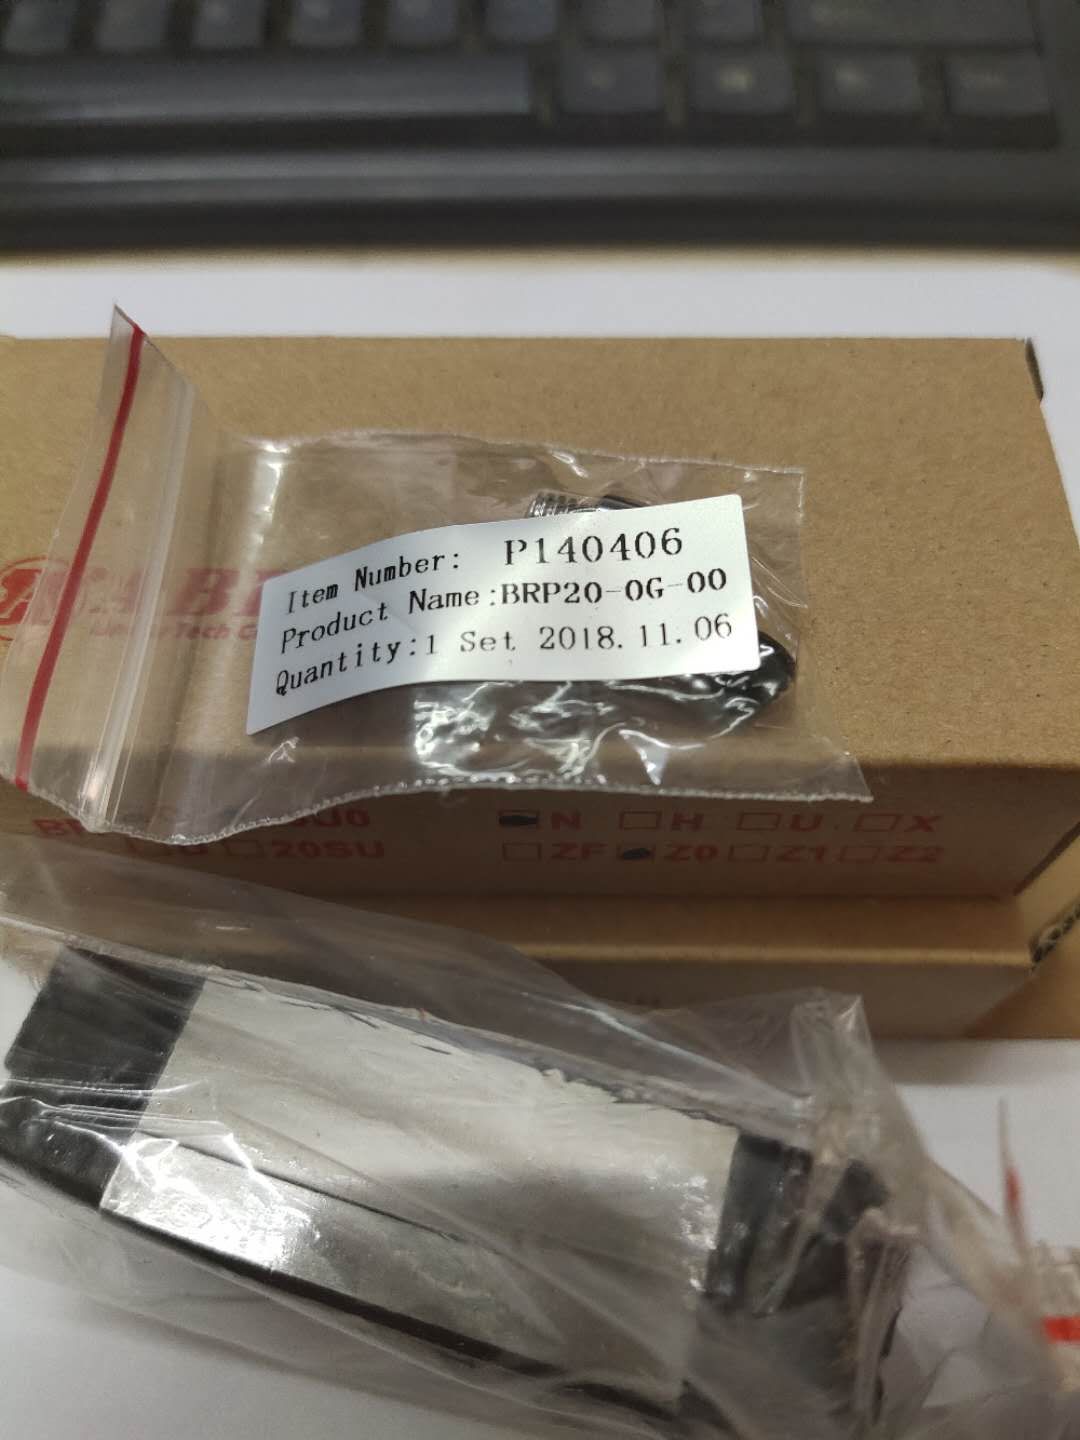 Item Number: P140406
Product Name:BRP20-0G-00
Quantity:1 Set 2018.11.06
N H U X
20SU ZF Z0 Z1 Z2